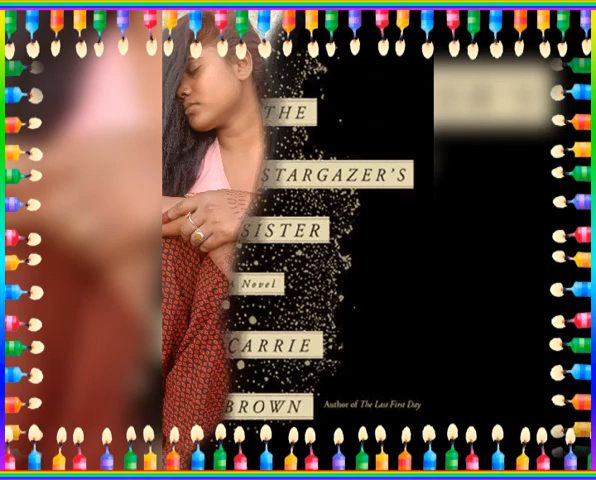 THE
STARGAZER'S
SISTER
A Novel
CARRIE
BROWN
Author of The Last First Day